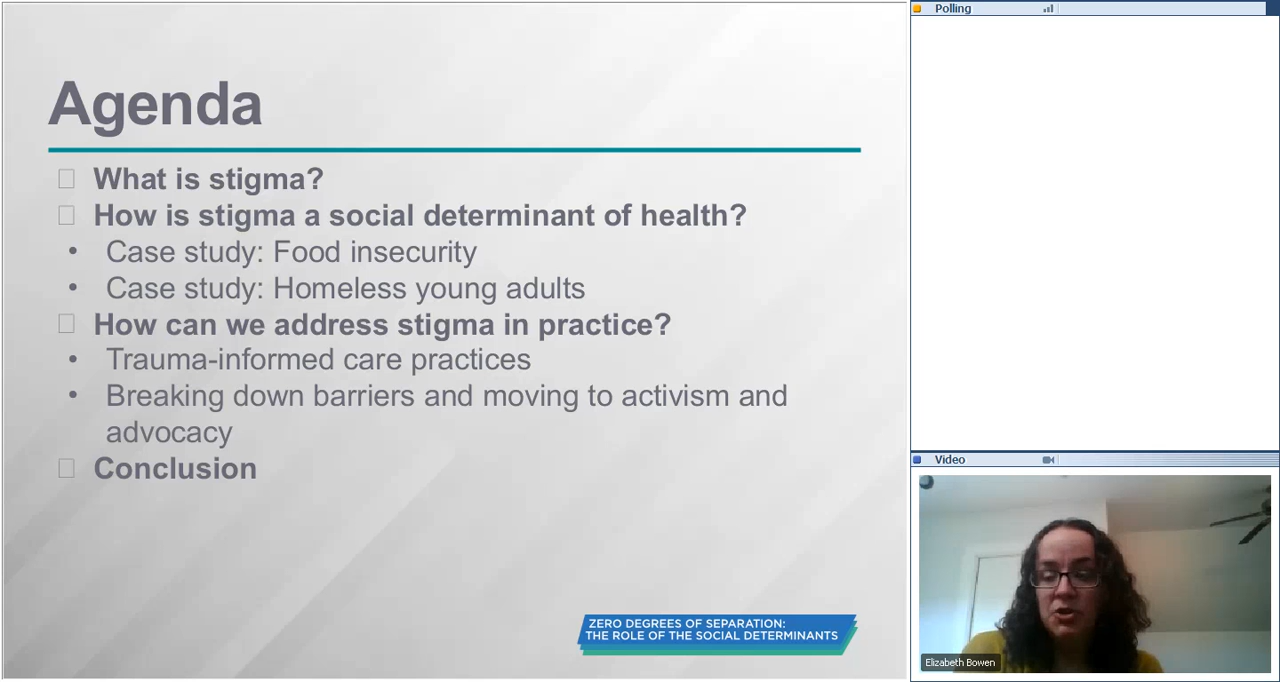 Agenda
What is stigma?
How is stigma a social determinant of health?
• Case study: Food insecurity
• Case study: Homeless young adults
How can we address stigma in practice?
• Trauma-informed care practices
• Breaking down barriers and moving to activism and
advocacy
Conclusion
ZERO DEGREES OF SEPARATION:
THE ROLE OF THE SOCIAL DETERMINANTS
Polling
Video
Elizabeth Bowen